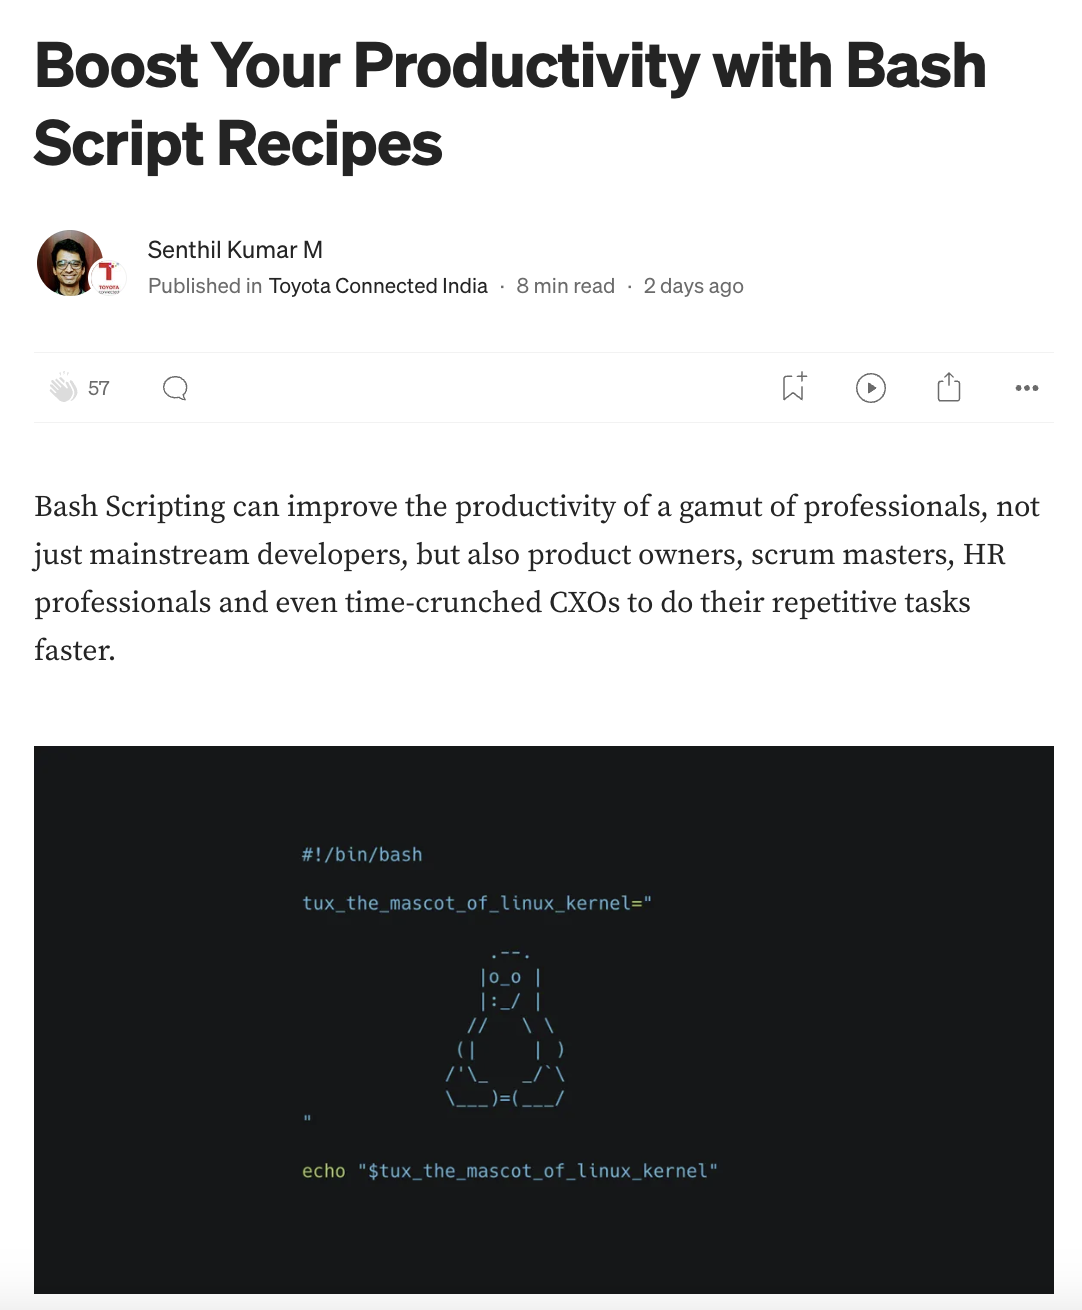 Boost Your Productivity with Bash
Script Recipes
Senthil Kumar M
Published in Toyota Connected India · 8 min read · 2 days ago
TOYOTA
CONNECTED
57
Bash Scripting can improve the productivity of a gamut of professionals, not
just mainstream developers, but also product owners, scrum masters, HR
professionals and even time-crunched CXOs to do their repetitive tasks
faster.
#!/bin/bash
tux_the_mascot_of_linux_kernel="
.--.
|o_o |
|:_/ |
//   \ \
(|     | )
/'\_   _/`\
\___)=(___/
"
echo "$tux_the_mascot_of_linux_kernel"